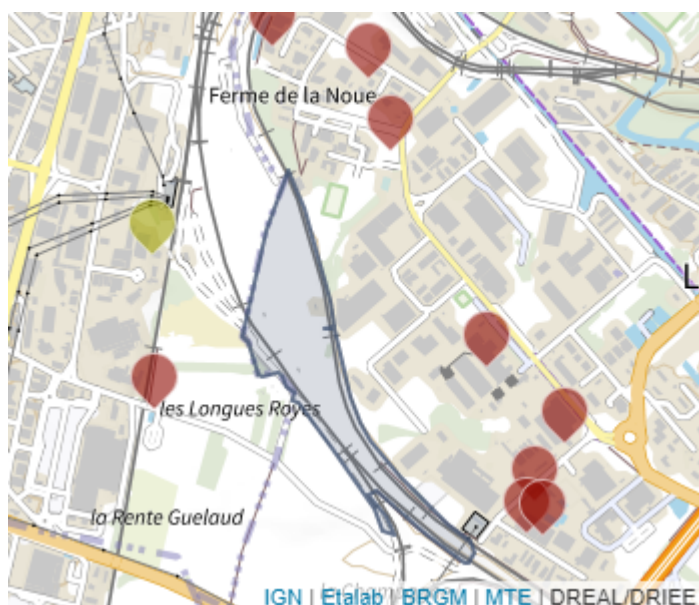 Ferme de la Noue
L
les Longues Royes
la Rente Guelaud
IGN | Etalab | BRGM | MTE | DREAL/DRIEE